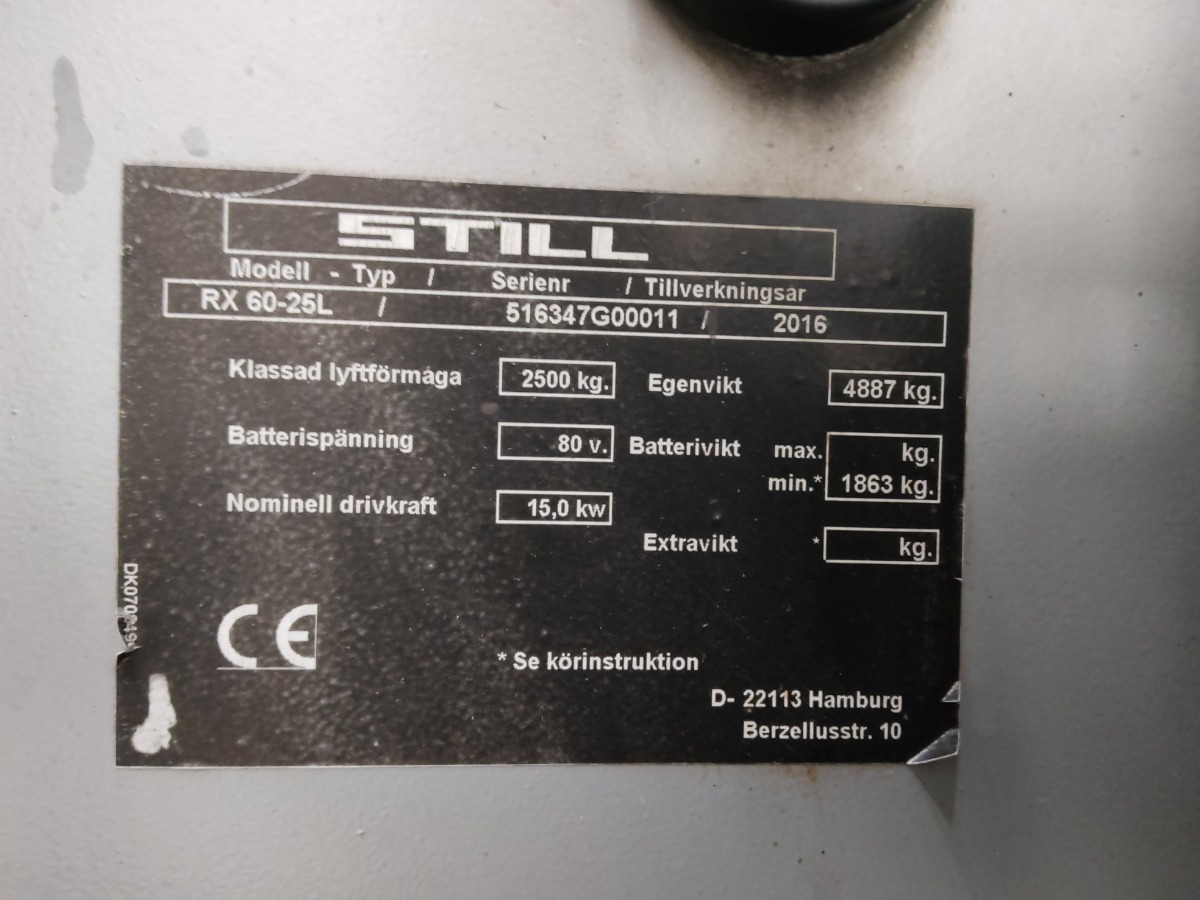 STILL
Modell - Typ / Serienr / Tillverkningsar
RX 60-25L / 516347G00011 / 2016
Klassad lyftförmåga 2500 kg. Egenvikt 4887 kg.
Batterispänning 80 v. Batterivikt max. kg.
min.* 1863 kg.
Nominell drivkraft 15,0 kw
Extravikt * kg.
CE
* Se körinstruktion
D- 22113 Hamburg
Berzellusstr. 10